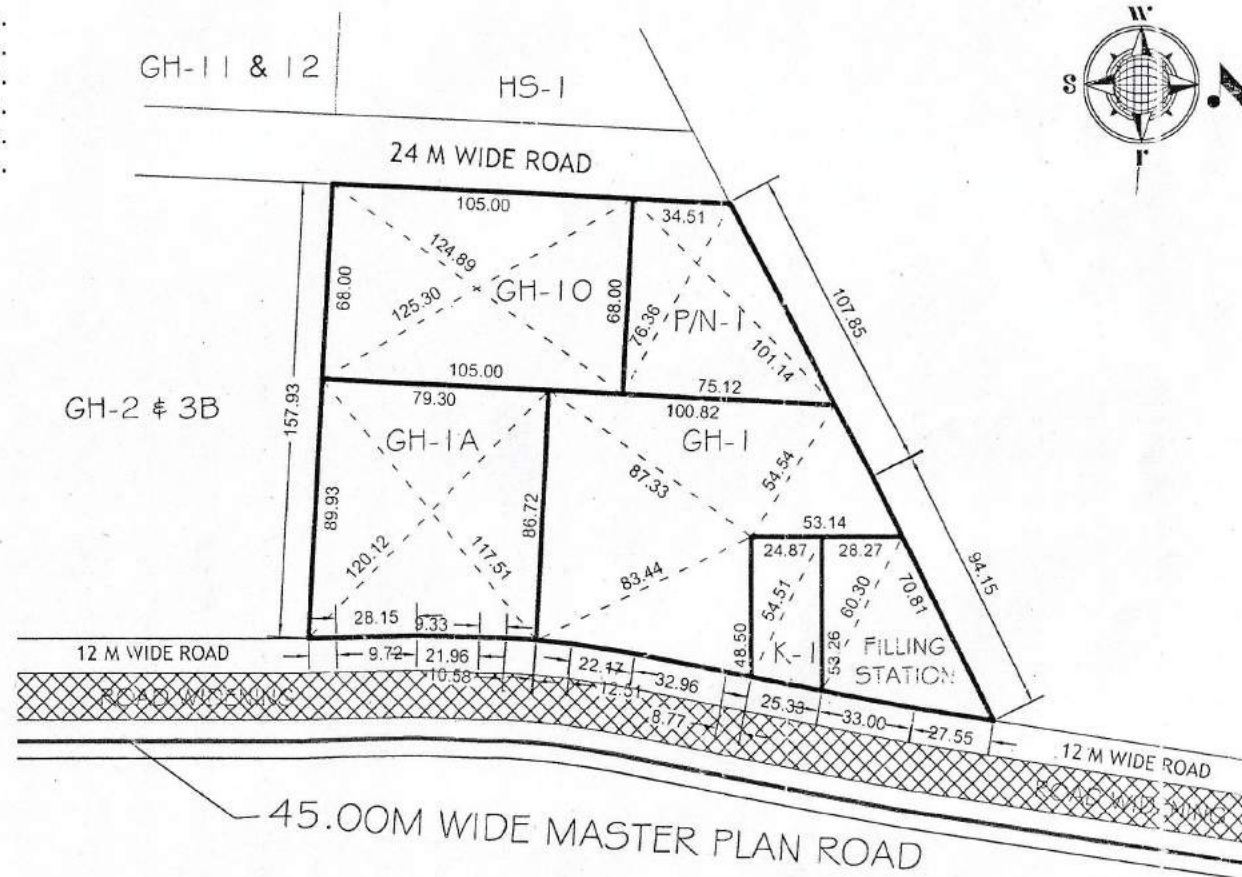 W
GH-11 & 12
HS-1
S
24 M WIDE ROAD
105.00
34.51
124.89
68.00
GH-10
68.00
107.85
125.30
76.36
P/N-1
101.14
105.00
75.12
79.30
100.82
GH-2 & 3B
157.93
GH-1A
GH-1
87.33
54.54
89.93
86.72
53.14
24.87
28.27
94.15
120.12
117.51
83.44
54.51
60.30
70.81
28.15
9.33
48.50
K-1
53.26
FILLING
STATION
12 M WIDE ROAD
9.72
21.96
22.17
32.96
10.58
12.51
ROAD WIDENING
25.33
8.77
33.00
27.55
12 M WIDE ROAD
ROAD WIDENING
45.00M WIDE MASTER PLAN ROAD